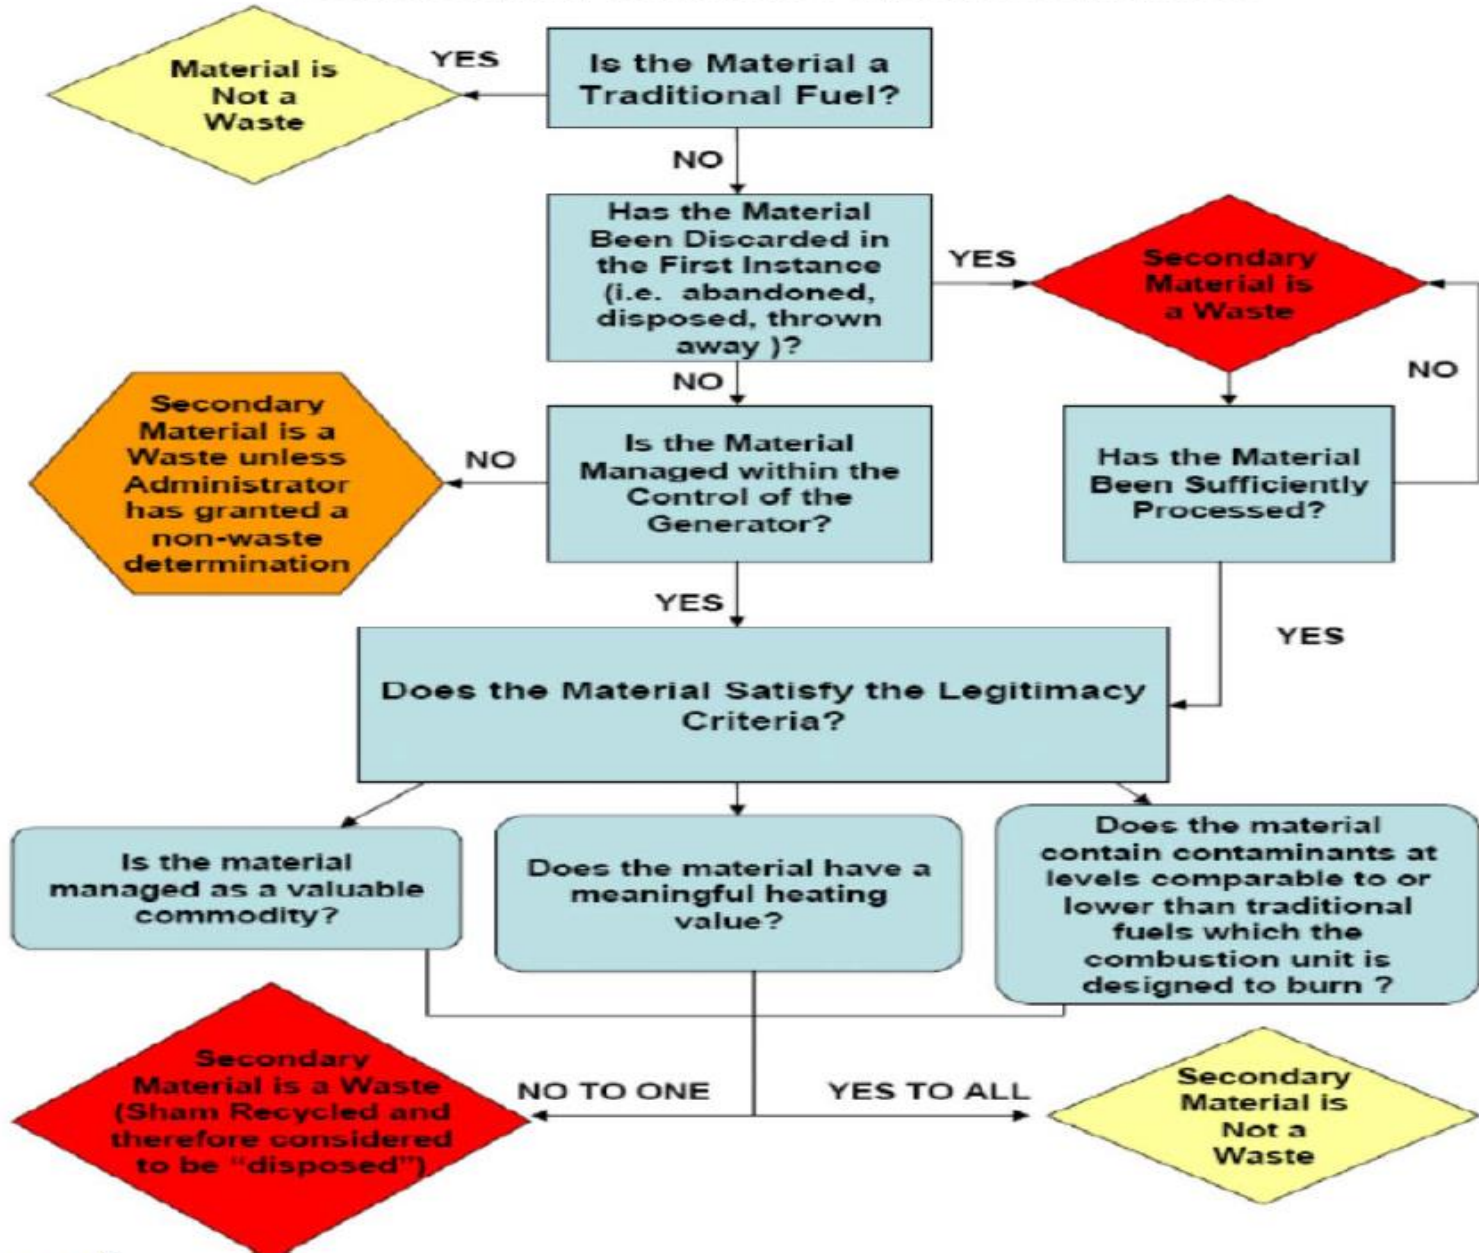 Material is
Not a
Waste
YES
Is the Material a
Traditional Fuel?
NO
Has the Material
Been Discarded in
the First Instance
(i.e. abandoned,
disposed, thrown
away )?
YES
Secondary
Material is
a Waste
NO
NO
Secondary
Material is a
Waste unless
Administrator
has granted a
non-waste
determination
NO
Is the Material
Managed within the
Control of the
Generator?
Has the Material
Been Sufficiently
Processed?
YES
YES
Does the Material Satisfy the Legitimacy
Criteria?
Is the material
managed as a valuable
commodity?
Does the material have a
meaningful heating
value?
Does the material
contain contaminants at
levels comparable to or
lower than traditional
fuels which the
combustion unit is
designed to burn ?
Secondary
Material is a Waste
(Sham Recycled and
therefore considered
to be “disposed”)
NO TO ONE
YES TO ALL
Secondary
Material is
Not a
Waste